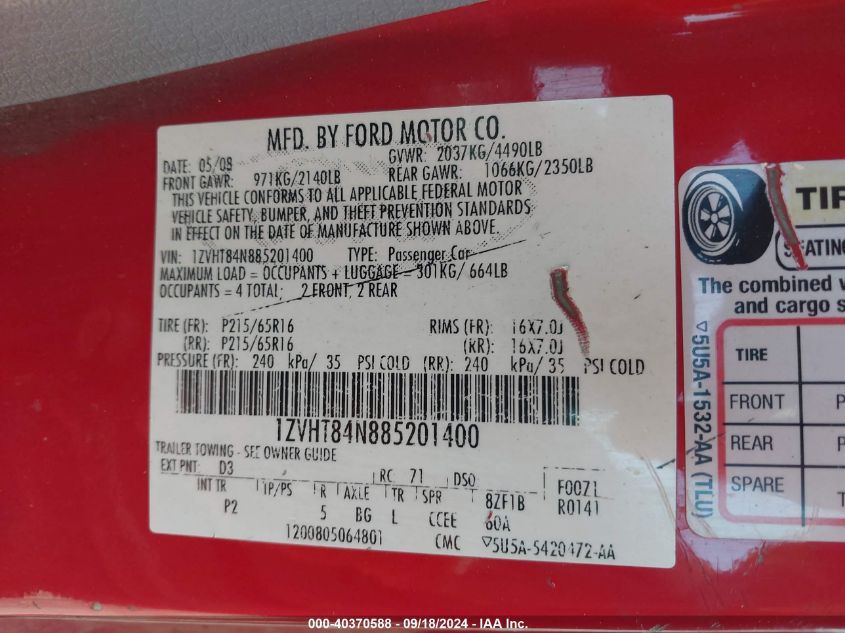 MFD. BY FORD MOTOR CO.
DATE: 05/08 GVWR: 2037KG/4490LB
FRONT GAWR: 971KG/2140LB REAR GAWR: 1066KG/2350LB
THIS VEHICLE CONFORMS TO ALL APPLICABLE FEDERAL MOTOR
VEHICLE SAFETY, BUMPER, AND THEFT PREVENTION STANDARDS
IN EFFECT ON THE DATE OF MANUFACTURE SHOWN ABOVE.
VIN: 1ZVHT84N885201400 TYPE: Passenger Car
MAXIMUM LOAD = OCCUPANTS + LUGGAGE = 301KG/ 664LB
OCCUPANTS = 4 TOTAL: 2 FRONT, 2 REAR
TIRE (FR): P215/65R16 RIMS (FR): 16X7.0J
(RR): P215/65R16 (RR): 16X7.0J
PRESSURE (FR): 240 kPa/ 35 PSI COLD (RR): 240 kPa/ 35 PSI COLD
1ZVHT84N885201400
TRAILER TOWING - SEE OWNER GUIDE
EXT PNT: D3 RC: 71 DSO: F00Z1
INT TR TP/PS R AXLE TR SPR 8ZF1B R0141
P2 5 BG L CCEE 60A
1200805064801 CMC ▽5U5A-5420472-AA
TIR
SEATING
The combined
and cargo s
▽5U5A-1532-AA (TLU)
TIRE
FRONT P
REAR P
SPARE T
000-40370588 - 09/18/2024 - IAA Inc.